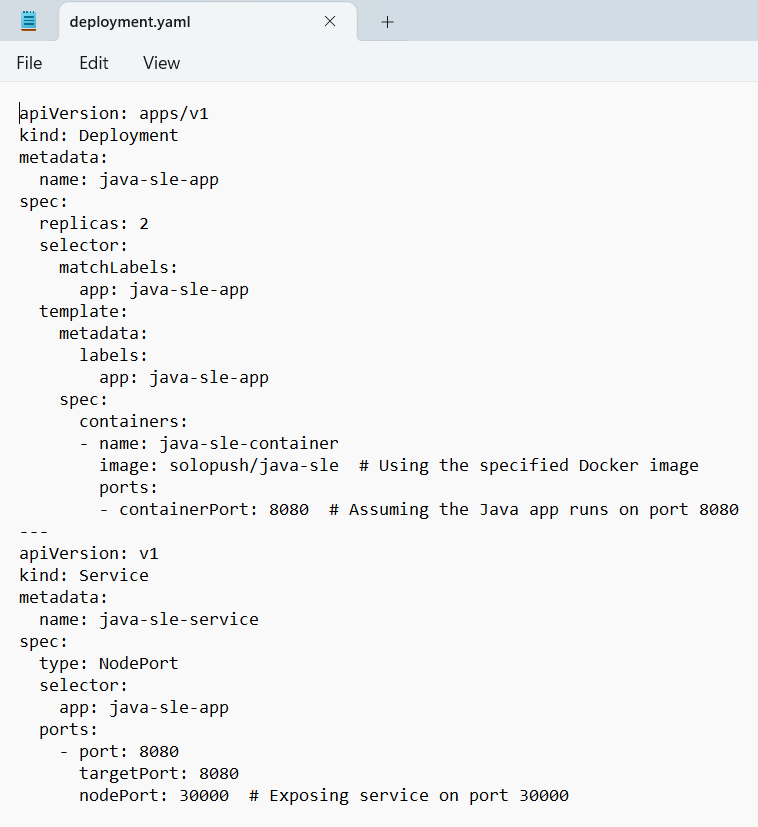 deployment.yaml
File Edit View
apiVersion: apps/v1
kind: Deployment
metadata:
  name: java-sle-app
spec:
  replicas: 2
  selector:
    matchLabels:
      app: java-sle-app
  template:
    metadata:
      labels:
        app: java-sle-app
    spec:
      containers:
      - name: java-sle-container
        image: solopush/java-sle  # Using the specified Docker image
        ports:
        - containerPort: 8080  # Assuming the Java app runs on port 8080
---
apiVersion: v1
kind: Service
metadata:
  name: java-sle-service
spec:
  type: NodePort
  selector:
    app: java-sle-app
  ports:
    - port: 8080
      targetPort: 8080
      nodePort: 30000  # Exposing service on port 30000